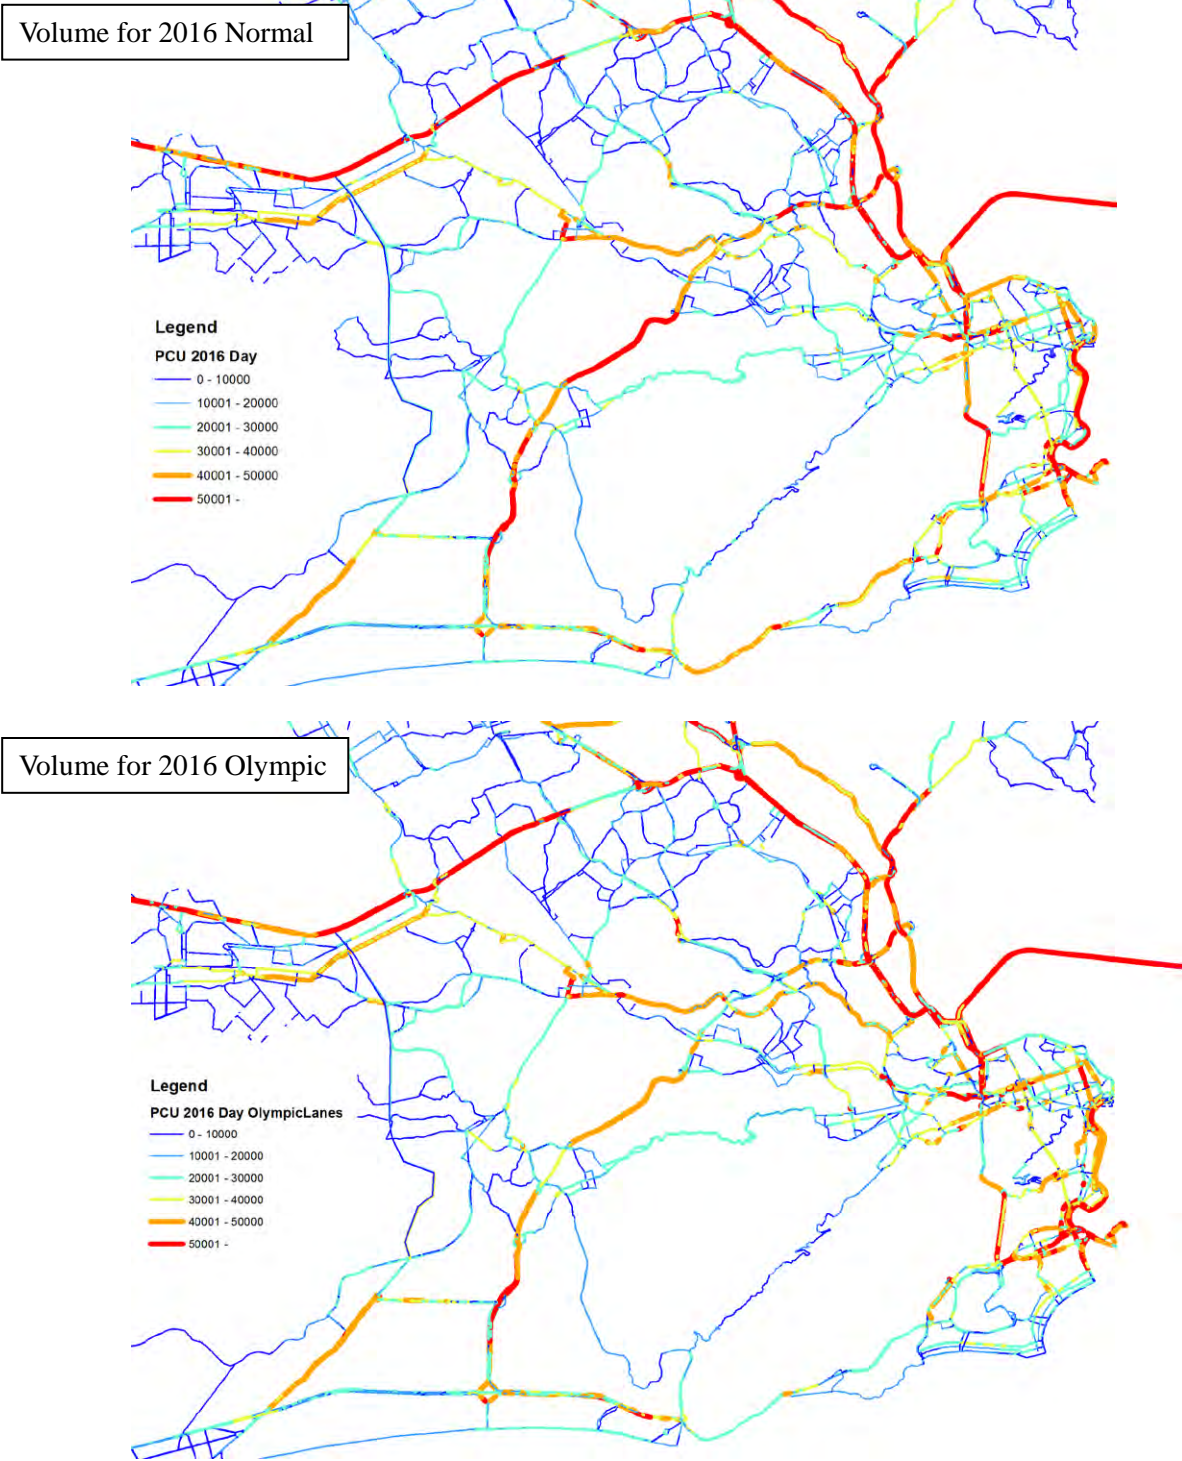 Volume for 2016 Normal
Legend
PCU 2016 Day
0 - 10000
10001 - 20000
20001 - 30000
30001 - 40000
40001 - 50000
50001 -
Volume for 2016 Olympic
Legend
PCU 2016 Day OlympicLanes
0 - 10000
10001 - 20000
20001 - 30000
30001 - 40000
40001 - 50000
50001 -